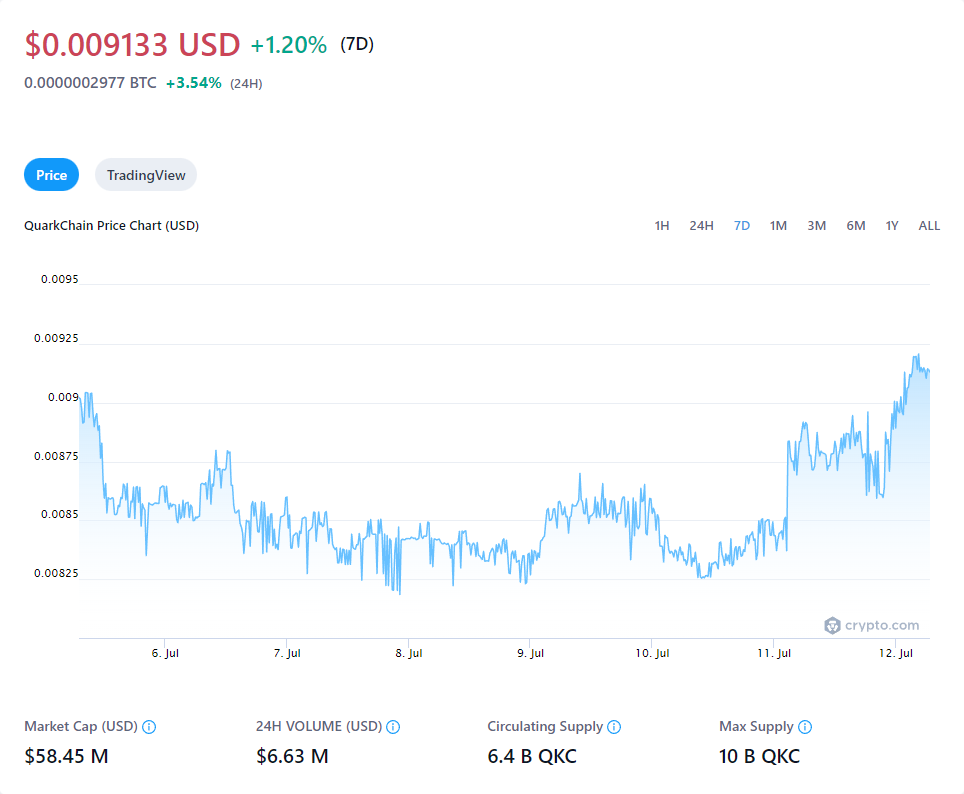 $0.009133 USD +1.20% (7D)
0.0000002977 BTC +3.54% (24H)
Price TradingView
QuarkChain Price Chart (USD) 1H 24H 7D 1M 3M 6M 1Y ALL
0.0095
0.00925
0.009
0.00875
0.0085
0.00825
crypto.com
6. Jul 7. Jul 8. Jul 9. Jul 10. Jul 11. Jul 12. Jul
Market Cap (USD) 24H VOLUME (USD) Circulating Supply Max Supply
$58.45 M $6.63 M 6.4 B QKC 10 B QKC